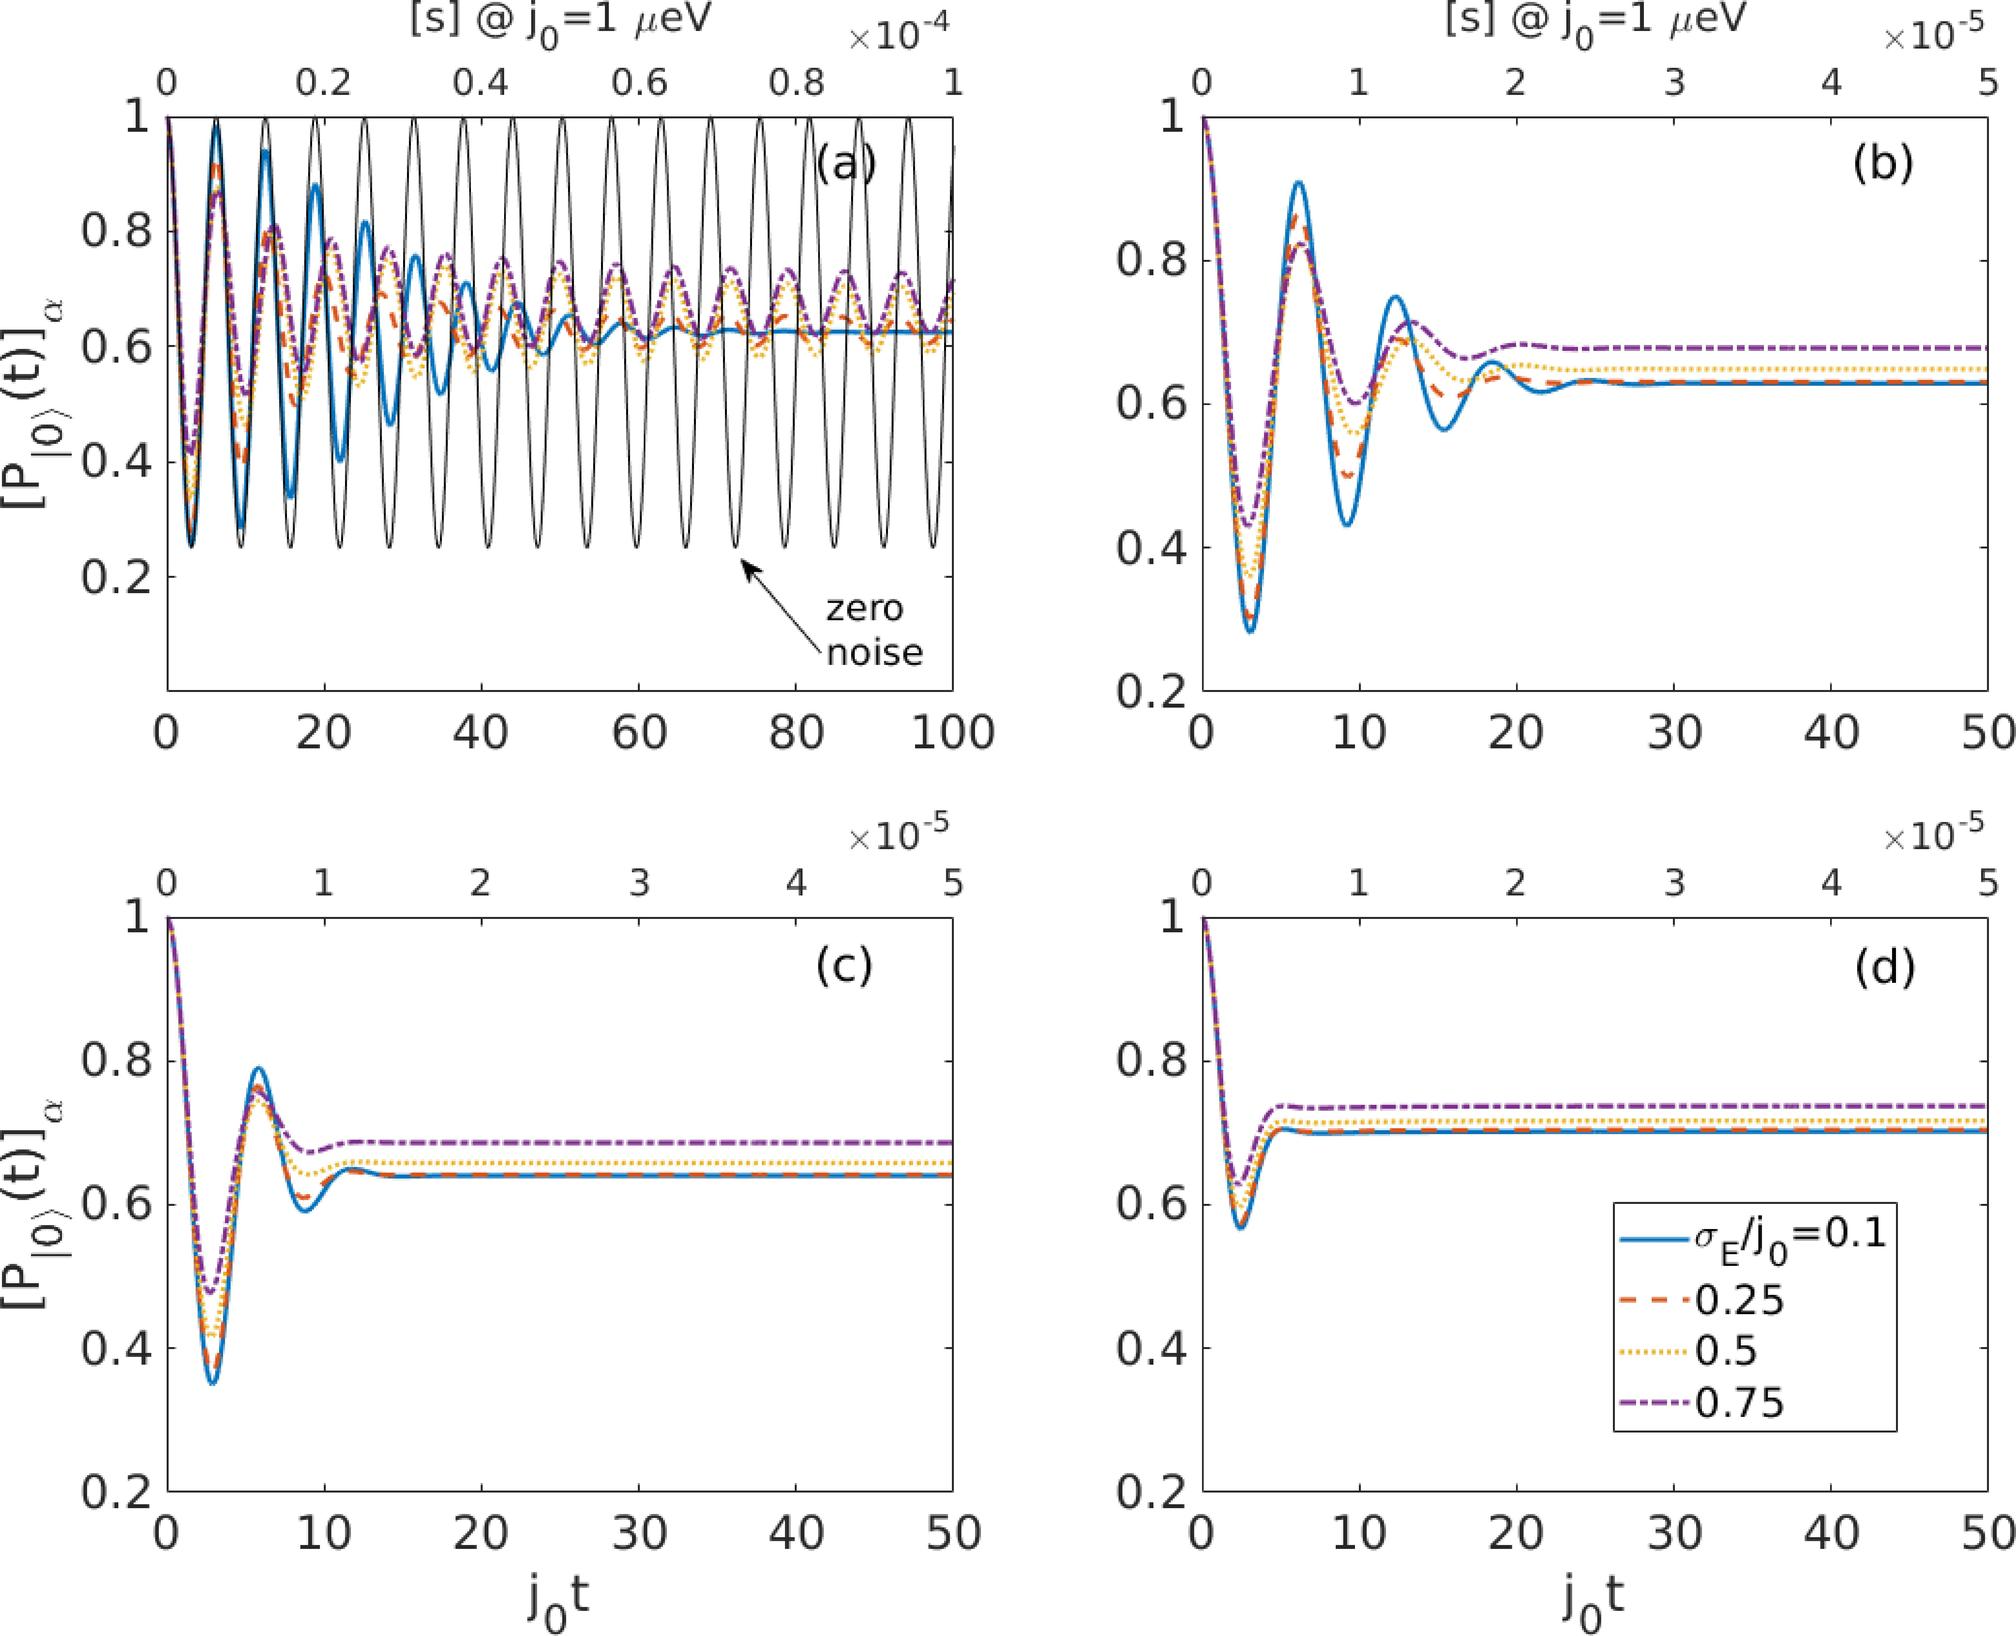 [s] @ j₀=1 μeV
×10⁻⁴
0 0.2 0.4 0.6 0.8 1
1
0.8
0.6
0.4
0.2
[P|0⟩(t)]α
(a)
zero
noise
0 20 40 60 80 100
[s] @ j₀=1 μeV
×10⁻⁵
0 1 2 3 4 5
1
0.8
0.6
0.4
0.2
(b)
0 10 20 30 40 50
×10⁻⁵
0 1 2 3 4 5
1
0.8
0.6
0.4
0.2
[P|0⟩(t)]α
(c)
0 10 20 30 40 50
j₀t
×10⁻⁵
0 1 2 3 4 5
1
0.8
0.6
0.4
0.2
(d)
σE/j₀=0.1
0.25
0.5
0.75
0 10 20 30 40 50
j₀t